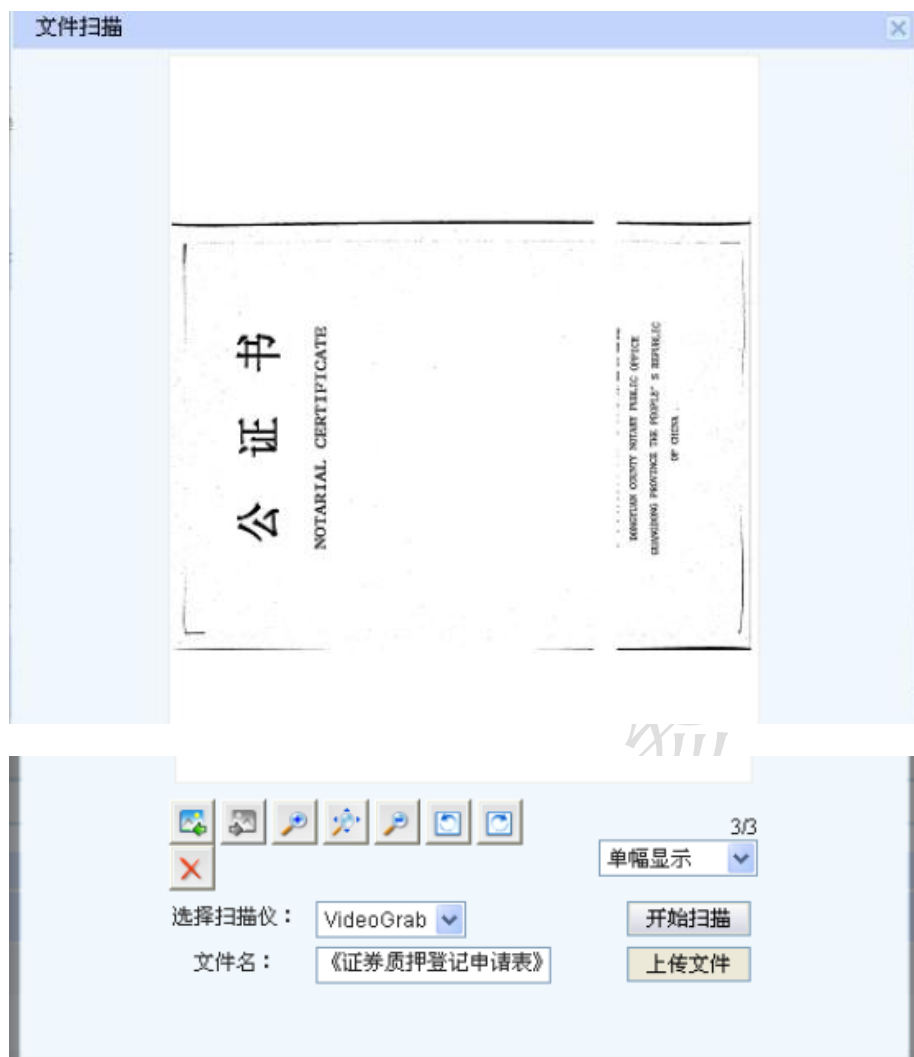 文件扫描
公证书
NOTARIAL CERTIFICATE
DONGYUAN COUNTY NOTARY PUBLIC OFFICE
GUANGDONG PROVINCE THE PEOPLE' S REPUBLIC
OF CHINA
3/3
单幅显示
选择扫描仪：
VideoGrab
开始扫描
文件名：
《证券质押登记申请表》
上传文件